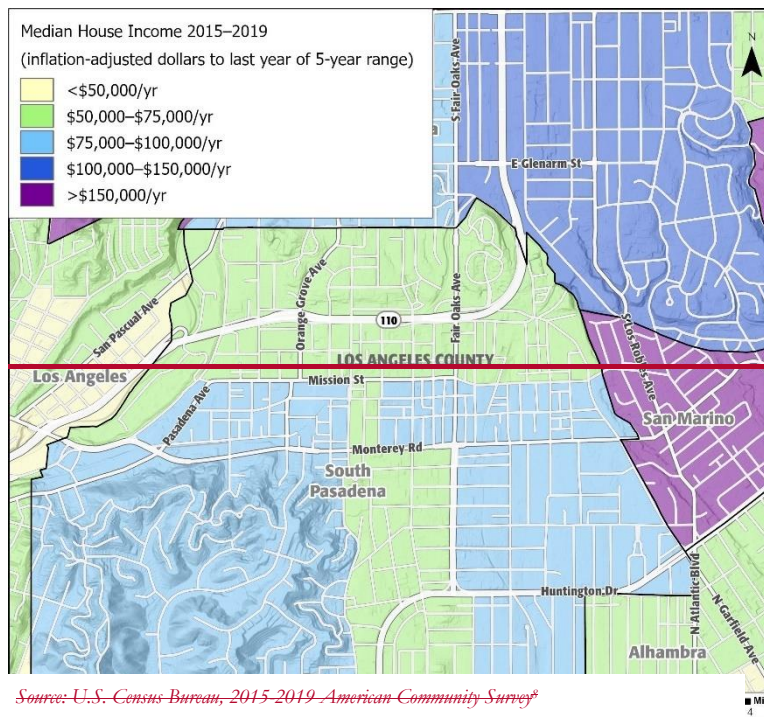 Median House Income 2015–2019
(inflation-adjusted dollars to last year of 5-year range)
<$50,000/yr
$50,000–$75,000/yr
$75,000–$100,000/yr
$100,000–$150,000/yr
>$150,000/yr
S Fair Oaks Ave
N
a
E Glenarm St
Orange Grove Ave
Fair Oaks Ave
San Pascual Ave
110
S Los Robles Ave
LOS ANGELES COUNTY
Los Angeles
Mission St
Pasadena Ave
San Marino
Monterey Rd
South
Pasadena
Huntington Dr
N Atlantic Blvd
N Garfield Ave
Alhambra
Source: U.S. Census Bureau, 2015-2019 American Community Survey8
Mi
4